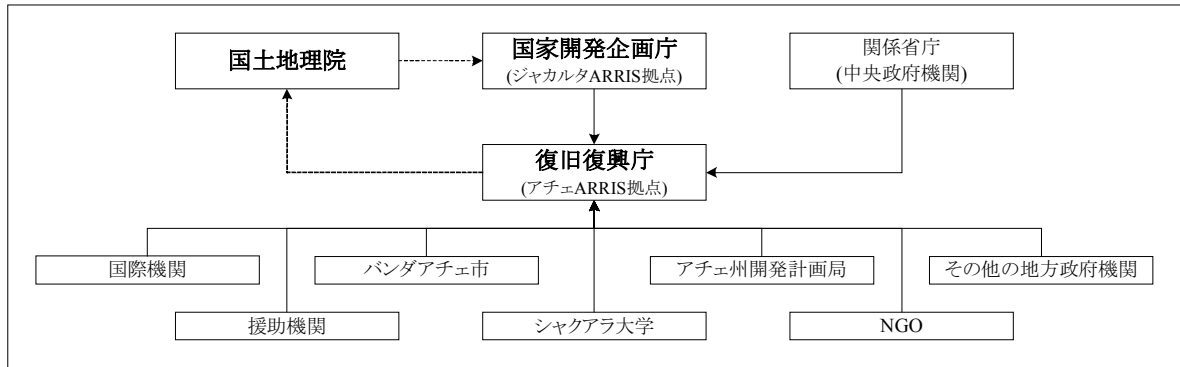 国土地理院
国家開発企画庁
(ジャカルタARRIS拠点)
関係省庁
(中央政府機関)
復旧復興庁
(アチェARRIS拠点)
国際機関
バンダアチェ市
アチェ州開発計画局
その他の地方政府機関
援助機関
シャクアラ大学
NGO